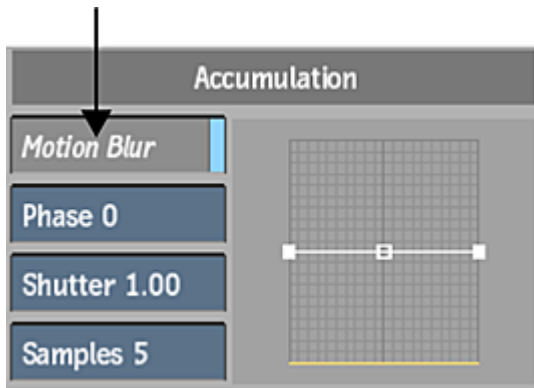 Accumulation
Motion Blur
Phase 0
Shutter 1.00
Samples 5